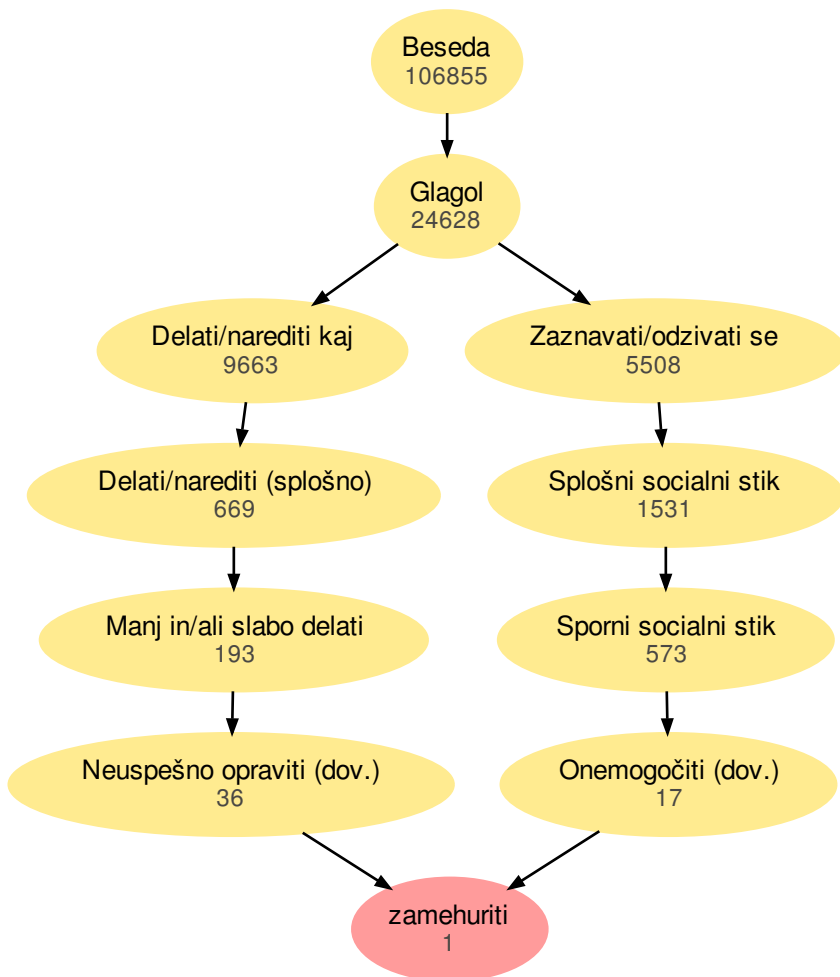 Beseda
106855
Glagol
24628
Delati/narediti kaj
9663
Zaznavati/odzivati se
5508
Delati/narediti (splošno)
669
Splošni socialni stik
1531
Manj in/ali slabo delati
193
Sporni socialni stik
573
Neuspešno opraviti (dov.)
36
Onemogočiti (dov.)
17
zamehuriti
1